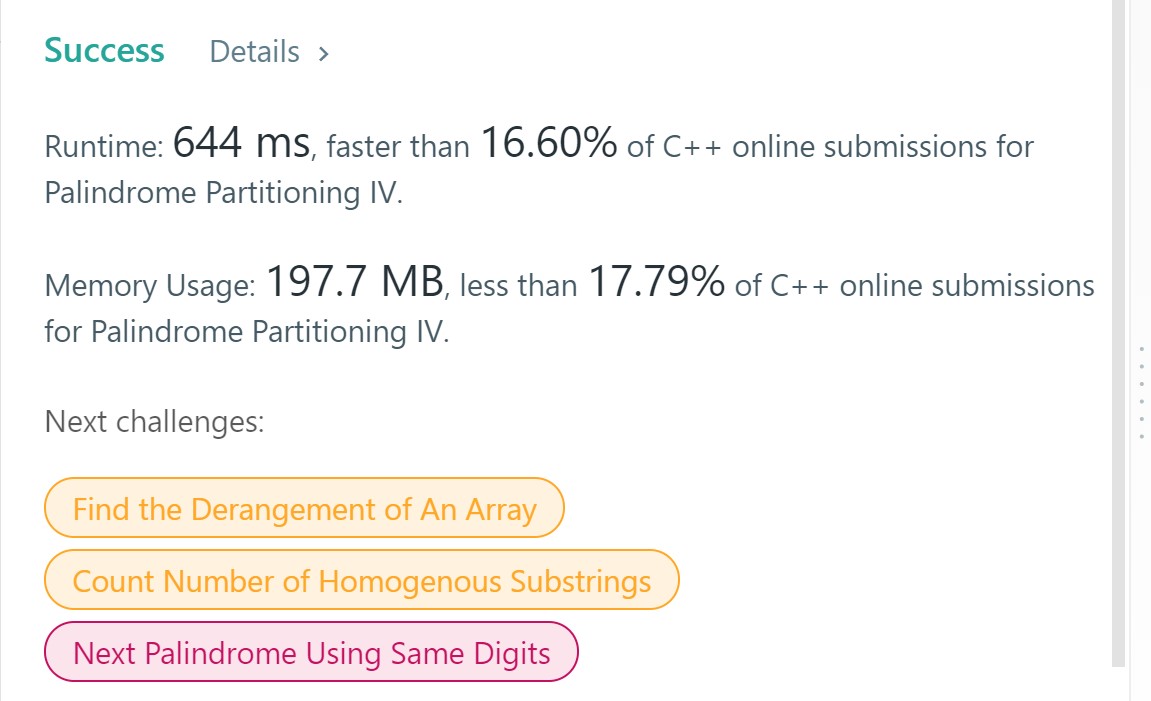 Success Details >
Runtime: 644 ms, faster than 16.60% of C++ online submissions for
Palindrome Partitioning IV.
Memory Usage: 197.7 MB, less than 17.79% of C++ online submissions
for Palindrome Partitioning IV.
Next challenges:
Find the Derangement of An Array
Count Number of Homogenous Substrings
Next Palindrome Using Same Digits